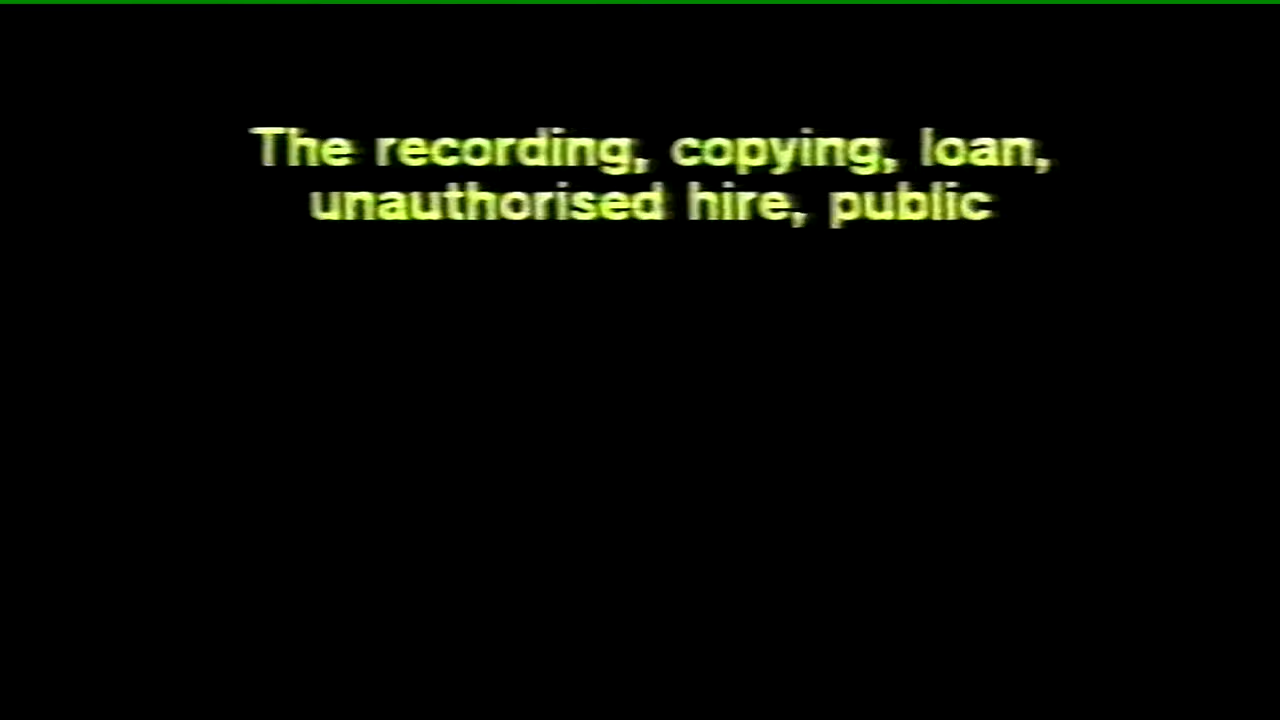 The recording, copying, loan,
unauthorised hire, public